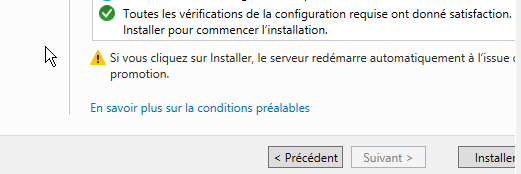 Toutes les vérifications de la configuration requise ont donné satisfaction.
Installer pour commencer l'installation.
Si vous cliquez sur Installer, le serveur redémarre automatiquement à l'issue
promotion.
En savoir plus sur la conditions préalables
< Précédent
Suivant >
Installer